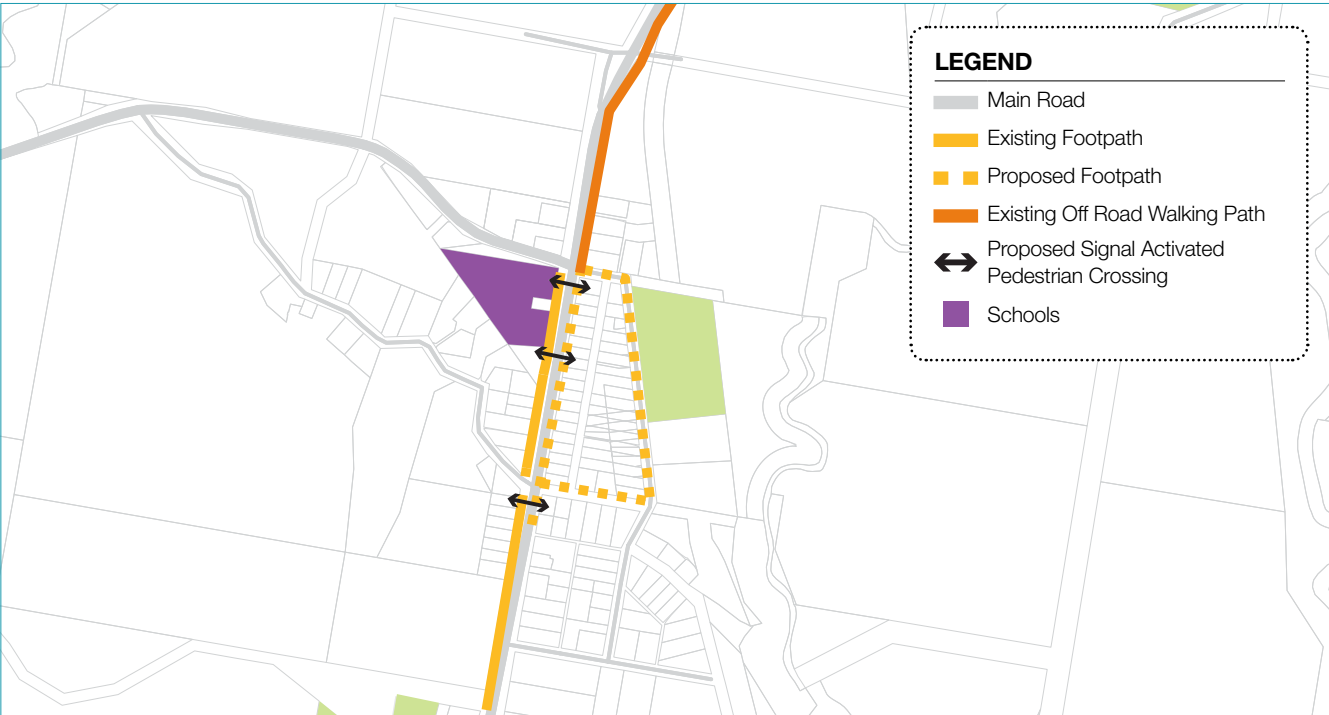 LEGEND
Main Road
Existing Footpath
Proposed Footpath
Existing Off Road Walking Path
Proposed Signal Activated
Pedestrian Crossing
Schools